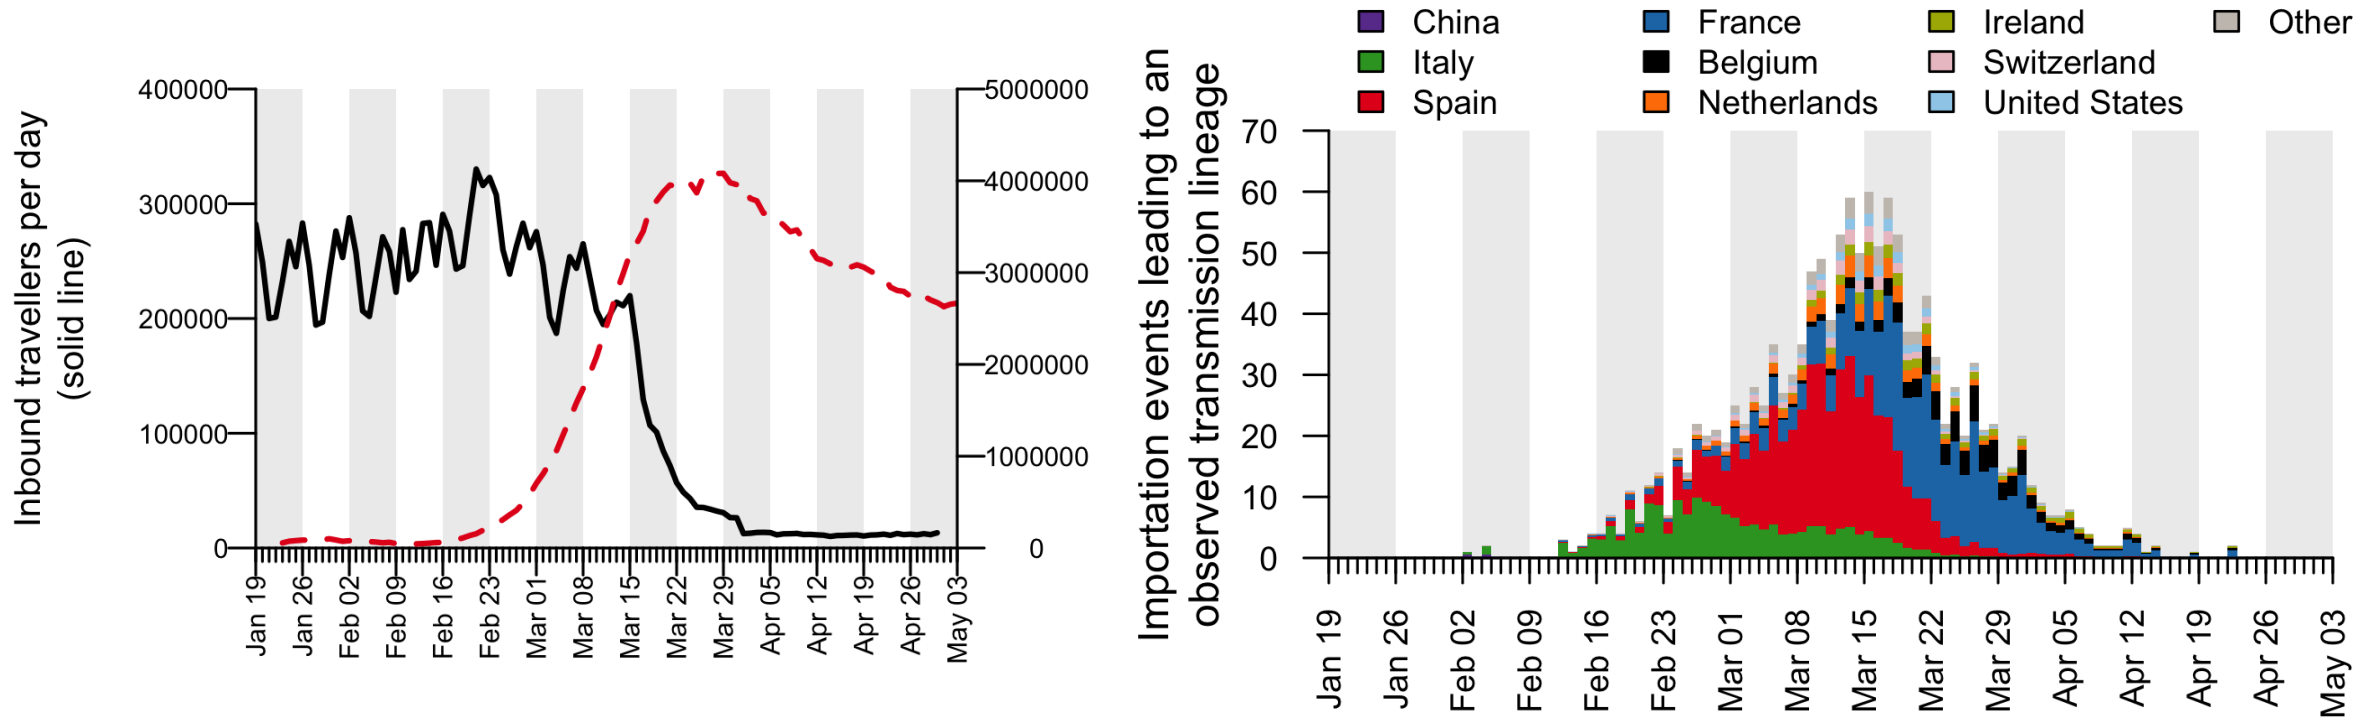 Inbound travellers per day
(solid line)
400000
300000
200000
100000
0
5000000
4000000
3000000
2000000
1000000
0
Jan 19
Jan 26
Feb 02
Feb 09
Feb 16
Feb 23
Mar 01
Mar 08
Mar 15
Mar 22
Mar 29
Apr 05
Apr 12
Apr 19
Apr 26
May 03
China
Italy
Spain
France
Belgium
Netherlands
Ireland
Switzerland
United States
Other
Importation events leading to an
observed transmission lineage
70
60
50
40
30
20
10
0
Jan 19
Jan 26
Feb 02
Feb 09
Feb 16
Feb 23
Mar 01
Mar 08
Mar 15
Mar 22
Mar 29
Apr 05
Apr 12
Apr 19
Apr 26
May 03